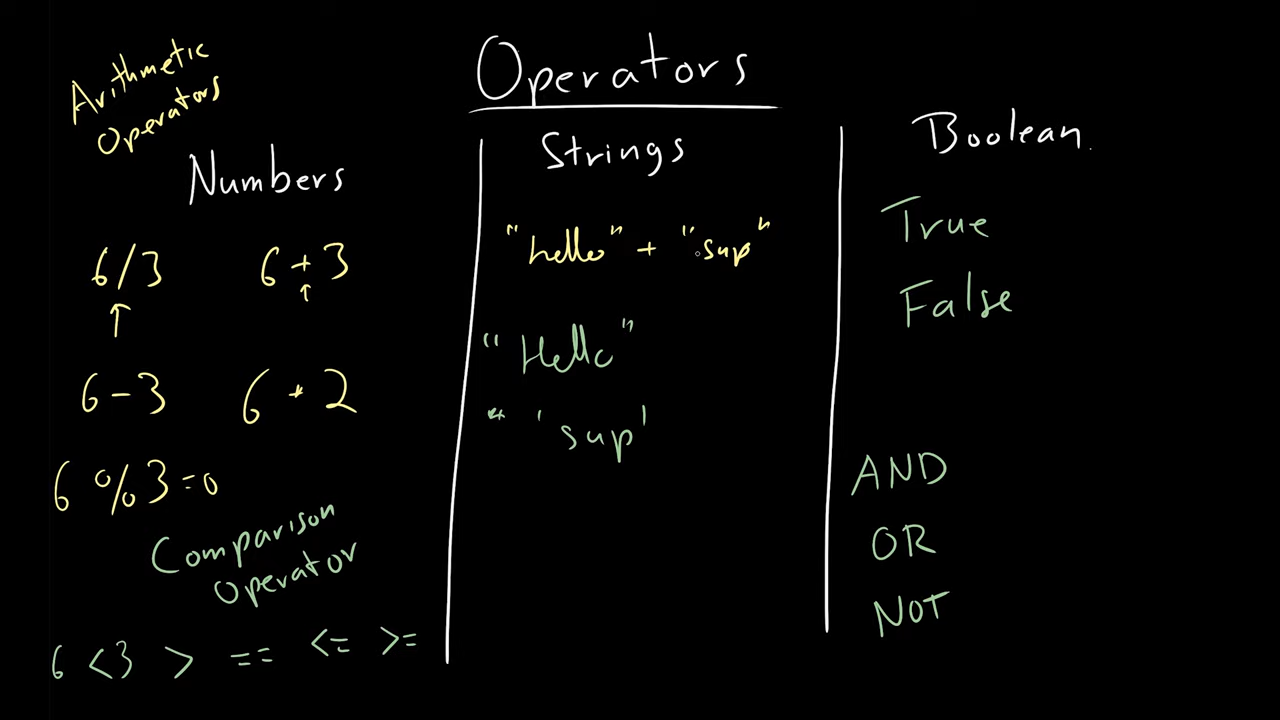 Operators
Arithmetic
Operators
Numbers
6/3 6+3
6-3 6 * 2
6 % 3 = 0
Comparison
Operator
6 <3 > == <= >=
Strings
"hello" + "sup"
"Hello"
* 'sup'
Boolean
True
False
AND
OR
NOT